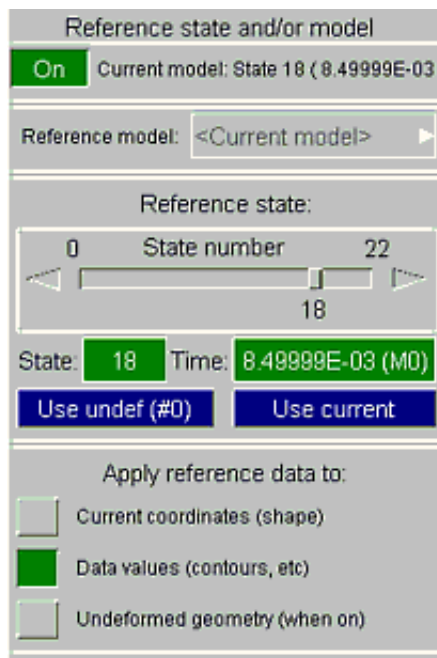 Reference state and/or model
On Current model: State 18 ( 8.49999E-03
Reference model: <Current model>
Reference state:
0 State number 22
18
State: 18 Time: 8.49999E-03 (M0)
Use undef (#0) Use current
Apply reference data to:
Current coordinates (shape)
Data values (contours, etc)
Undeformed geometry (when on)